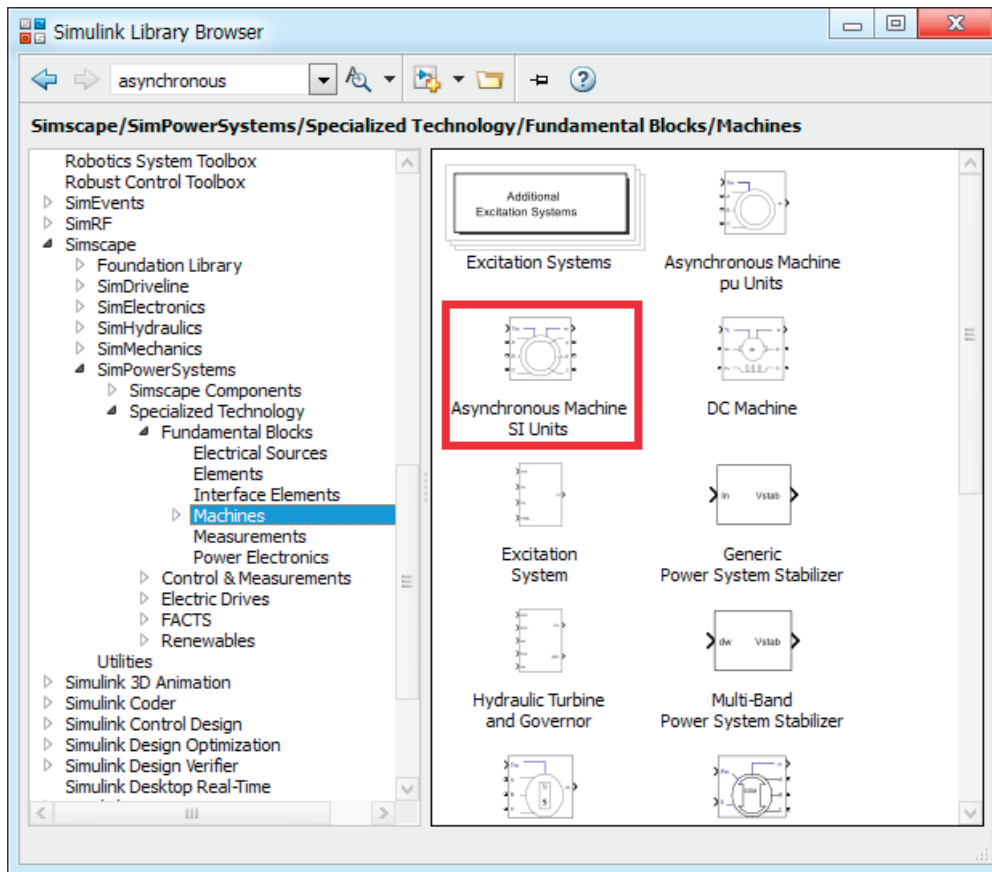 Simulink Library Browser
asynchronous
Simscape/SimPowerSystems/Specialized Technology/Fundamental Blocks/Machines
Robotics System Toolbox
Robust Control Toolbox
SimEvents
SimRF
Simscape
Foundation Library
SimDriveline
SimElectronics
SimHydraulics
SimMechanics
SimPowerSystems
Simscape Components
Specialized Technology
Fundamental Blocks
Electrical Sources
Elements
Interface Elements
Machines
Measurements
Power Electronics
Control & Measurements
Electric Drives
FACTS
Renewables
Utilities
Simulink 3D Animation
Simulink Coder
Simulink Control Design
Simulink Design Optimization
Simulink Design Verifier
Simulink Desktop Real-Time
Additional
Excitation Systems
Excitation Systems
Tm
Asynchronous Machine
pu Units
Tm
Asynchronous Machine
SI Units
DC Machine
Excitation
System
In Vstab
Generic
Power System Stabilizer
Hydraulic Turbine
and Governor
dw Vstab
Multi-Band
Power System Stabilizer